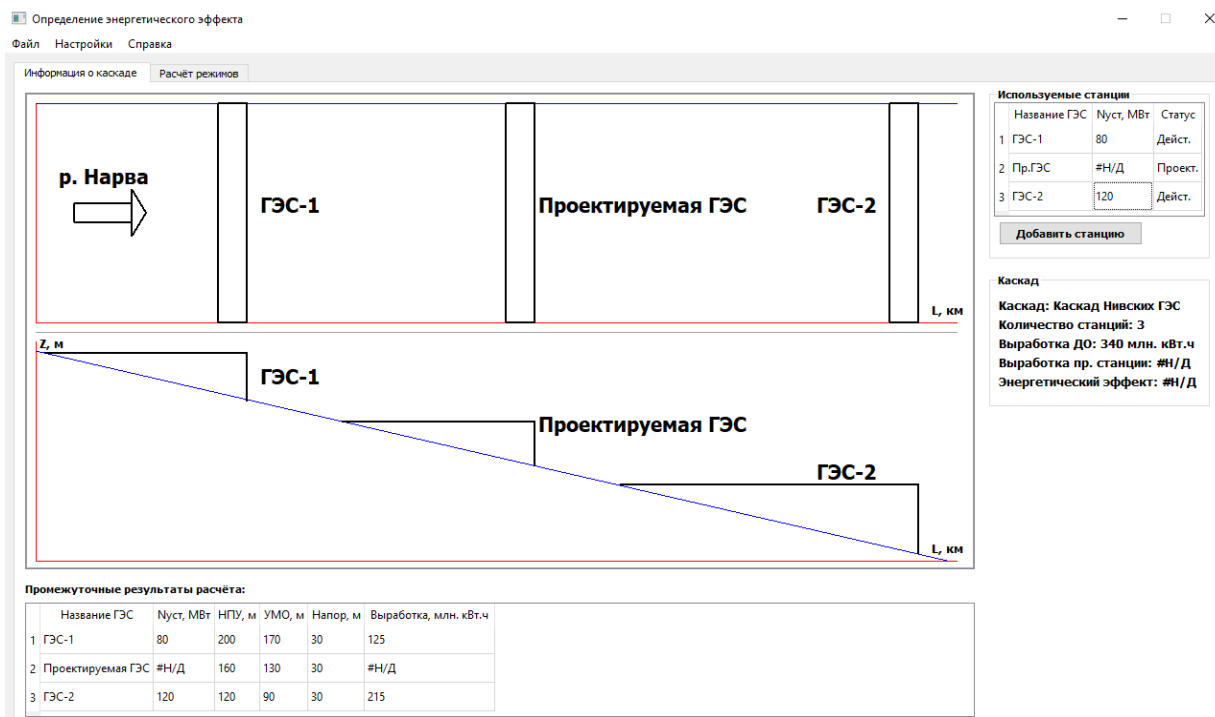 Определение энергетического эффекта
Файл Настройки Справка
Информация о каскаде Расчёт режимов
р. Нарва
ГЭС-1
Проектируемая ГЭС
ГЭС-2
L, км
Z, м
ГЭС-1
Проектируемая ГЭС
ГЭС-2
L, км
Используемые станции
Название ГЭС Nуст, МВт Статус
1 ГЭС-1 80 Дейст.
2 Пр.ГЭС #Н/Д Проект.
3 ГЭС-2 120 Дейст.
Добавить станцию
Каскад
Каскад: Каскад Нивских ГЭС
Количество станций: 3
Выработка ДО: 340 млн. кВт.ч
Выработка пр. станции: #Н/Д
Энергетический эффект: #Н/Д
Промежуточные результаты расчёта:
Название ГЭС Nуст, МВт НПУ, м УМО, м Напор, м Выработка, млн. кВт.ч
1 ГЭС-1 80 200 170 30 125
2 Проектируемая ГЭС #Н/Д 160 130 30 #Н/Д
3 ГЭС-2 120 120 90 30 215